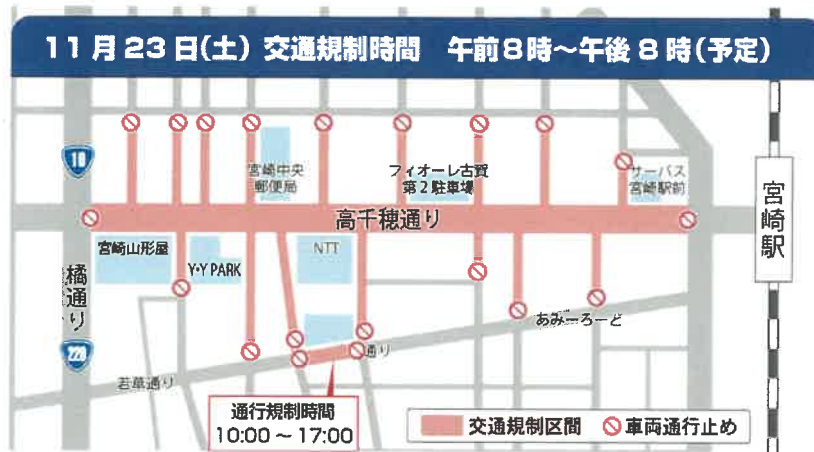 11月23日(土) 交通規制時間 午前8時~午後8時(予定)
10
宮崎中央
郵便局
フィオーレ古賀
第2駐車場
サーパス
宮崎駅前
宮崎駅
高千穂通り
宮崎山形屋
Y・Y PARK
NTT
橘通り
220
あみーろーど
通り
若草通り
通行規制時間
10:00 ~ 17:00
交通規制区間
車両通行止め